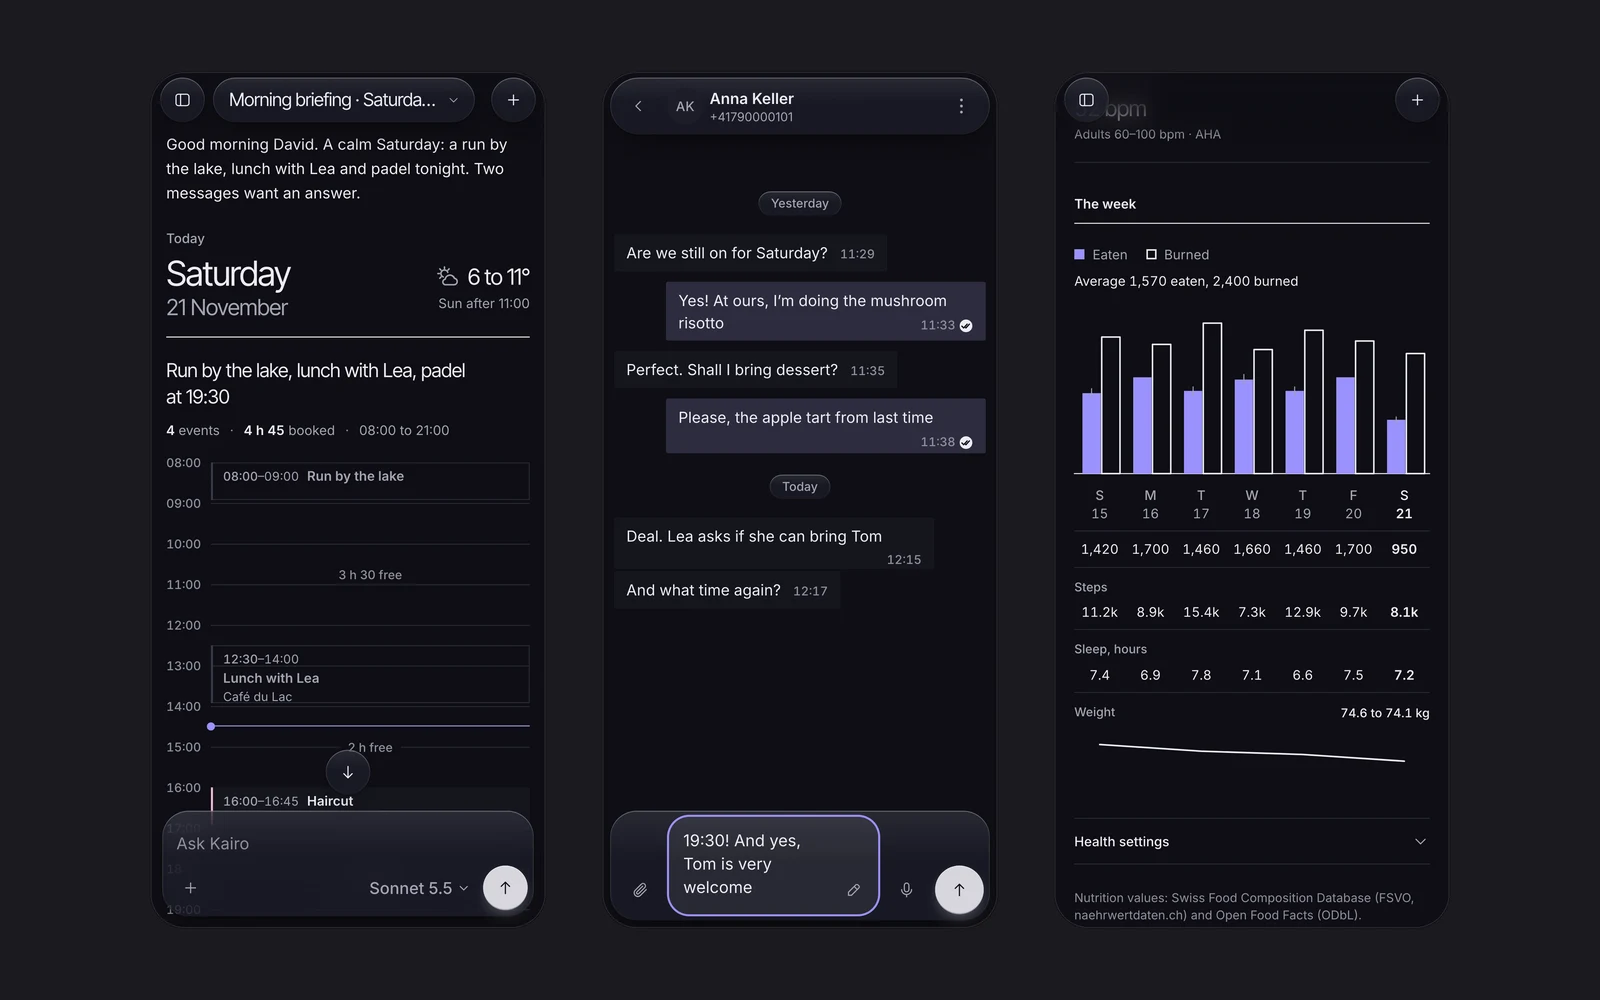 Morning briefing · Saturda...
Good morning David. A calm Saturday: a run by
the lake, lunch with Lea and padel tonight. Two
messages want an answer.
Today
Saturday
6 to 11°
21 November
Sun after 11:00
Run by the lake, lunch with Lea, padel
at 19:30
4 events · 4 h 45 booked · 08:00 to 21:00
08:00
08:00–09:00 Run by the lake
09:00
10:00
3 h 30 free
11:00
12:00
12:30–14:00
13:00
Lunch with Lea
Café du Lac
14:00
15:00
2 h free
16:00
16:00–16:45 Haircut
17:00
Ask Kairo
18
Sonnet 5.5
19:00
AK
Anna Keller
+41790000101
Yesterday
Are we still on for Saturday? 11:29
Yes! At ours, I'm doing the mushroom
risotto 11:33
Perfect. Shall I bring dessert? 11:35
Please, the apple tart from last time
11:38
Today
Deal. Lea asks if she can bring Tom
12:15
And what time again? 12:17
19:30! And yes,
Tom is very
welcome
bpm
Adults 60–100 bpm · AHA
The week
Eaten Burned
Average 1,570 eaten, 2,400 burned
S M T W T F S
15 16 17 18 19 20 21
1,420 1,700 1,460 1,660 1,460 1,700 950
Steps
11.2k 8.9k 15.4k 7.3k 12.9k 9.7k 8.1k
Sleep, hours
7.4 6.9 7.8 7.1 6.6 7.5 7.2
Weight 74.6 to 74.1 kg
Health settings
Nutrition values: Swiss Food Composition Database (FSVO,
naehrwertdaten.ch) and Open Food Facts (ODbL).